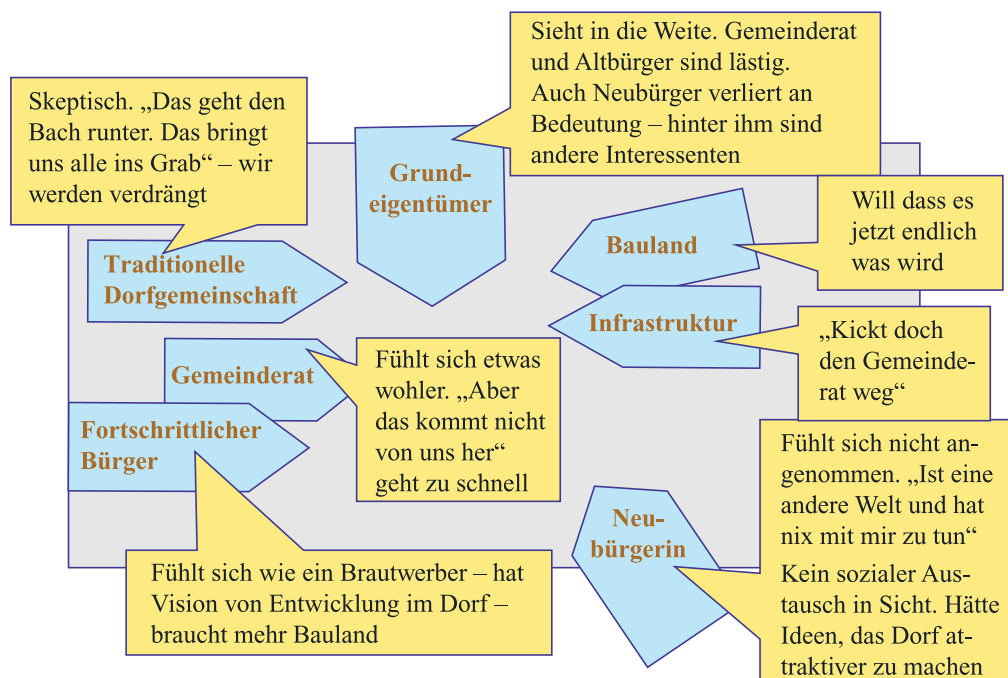 Sieht in die Weite. Gemeinderat
und Altbürger sind lästig.
Auch Neubürger verliert an
Bedeutung – hinter ihm sind
andere Interessenten
Skeptisch. „Das geht den
Bach runter. Das bringt
uns alle ins Grab“ – wir
werden verdrängt
Grund-
eigentümer
Will dass es
jetzt endlich
was wird
Bauland
Traditionelle
Dorfgemeinschaft
Infrastruktur
„Kickt doch
den Gemeinde-
rat weg“
Gemeinderat
Fühlt sich etwas
wohler. „Aber
das kommt nicht
von uns her“
geht zu schnell
Fortschrittlicher
Bürger
Fühlt sich nicht an-
genommen. „Ist eine
andere Welt und hat
nix mit mir zu tun“
Kein sozialer Aus-
tausch in Sicht. Hätte
Ideen, das Dorf at-
traktiver zu machen
Neu-
bürgerin
Fühlt sich wie ein Brautwerber – hat
Vision von Entwicklung im Dorf –
braucht mehr Bauland